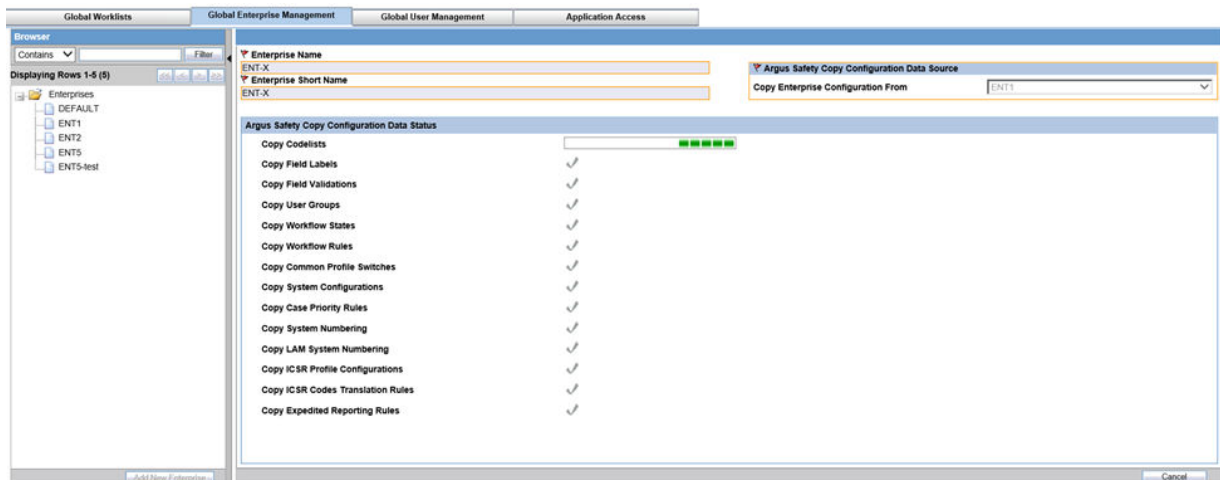 Global Worklists
Global Enterprise Management
Global User Management
Application Access
Browser
Contains
Filter
Displaying Rows 1-5 (5)
Enterprises
DEFAULT
ENT1
ENT2
ENT5
ENT5-test
Add New Enterprise
Enterprise Name
ENT-X
Enterprise Short Name
ENT-X
Argus Safety Copy Configuration Data Source
Copy Enterprise Configuration From
ENT1
Argus Safety Copy Configuration Data Status
Copy Codelists
Copy Field Labels
Copy Field Validations
Copy User Groups
Copy Workflow States
Copy Workflow Rules
Copy Common Profile Switches
Copy System Configurations
Copy Case Priority Rules
Copy System Numbering
Copy LAM System Numbering
Copy ICSR Profile Configurations
Copy ICSR Codes Translation Rules
Copy Expedited Reporting Rules
Cancel